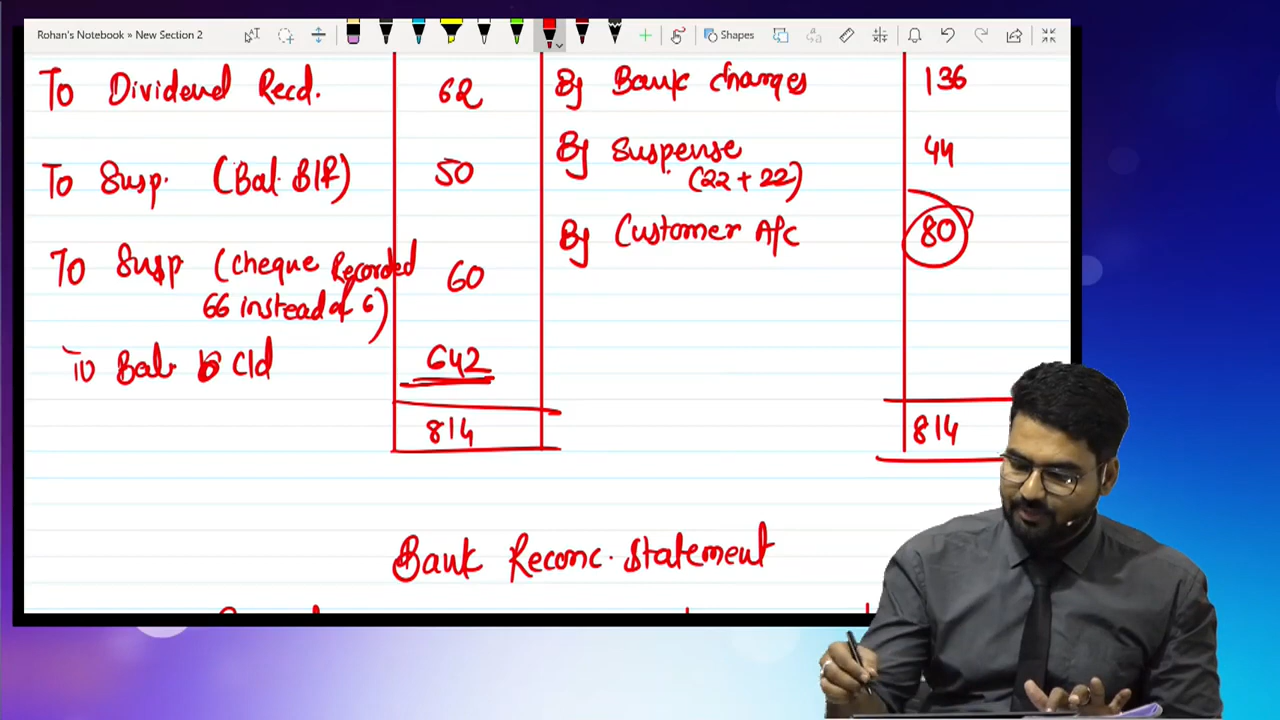 Rohan's Notebook » New Section 2
Shapes
To Dividend Recd. 62 By Bank charges 136
To Susp. (Bal. B/F) 50 By Suspense 44
(22 + 22)
To Susp (cheque Recorded 60 By Customer A/c 80
66 instead of 6)
To Bal. C/d 642
814 814
Bank Reconc. Statement